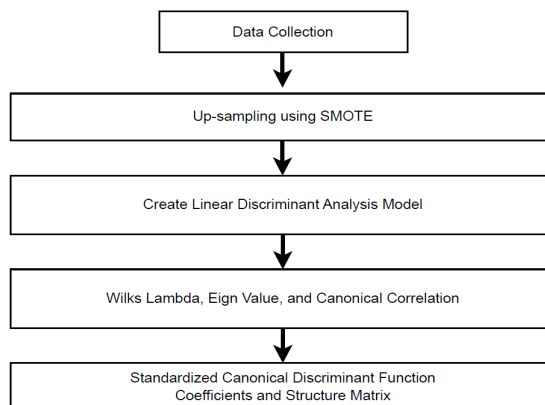 Data Collection
Up-sampling using SMOTE
Create Linear Discriminant Analysis Model
Wilks Lambda, Eign Value, and Canonical Correlation
Standardized Canonical Discriminant Function
Coefficients and Structure Matrix